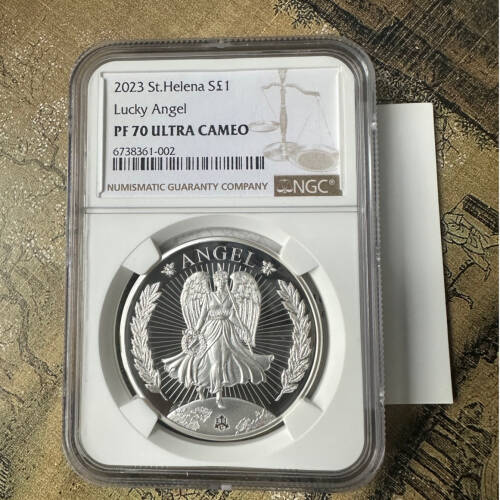 2023 St.Helena S£1
Lucky Angel
PF 70 ULTRA CAMEO
6738361-002
NUMISMATIC GUARANTY COMPANY NGC®
ANGEL